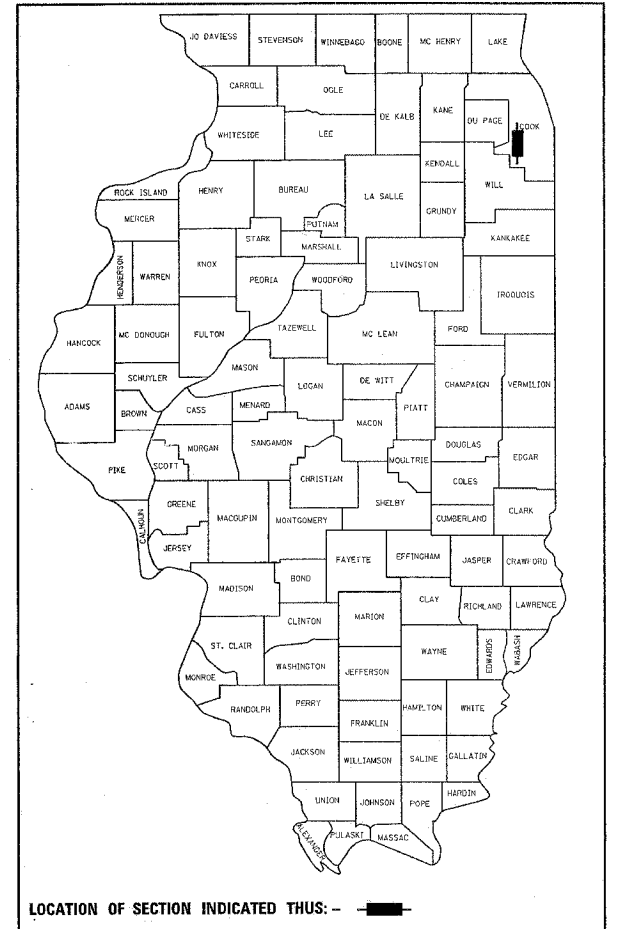 JO DAVIESS
STEVENSON
WINNEBAGO
BOONE
MC HENRY
LAKE
CARROLL
OGLE
DE KALB
KANE
DU PAGE
COOK
WHITESIDE
LEE
KENDALL
WILL
ROCK ISLAND
HENRY
BUREAU
LA SALLE
GRUNDY
MERCER
PUTNAM
STARK
MARSHALL
KANKAKEE
HENDERSON
WARREN
KNOX
PEORIA
WOODFORD
LIVINGSTON
IROQUOIS
FORD
HANCOCK
MC DONOUGH
FULTON
TAZEWELL
MC LEAN
MASON
SCHUYLER
LOGAN
DE WITT
CHAMPAIGN
VERMILION
ADAMS
BROWN
CASS
MENARD
PIATT
MACON
MORGAN
SANGAMON
DOUGLAS
EDGAR
PIKE
SCOTT
MOULTRIE
CHRISTIAN
COLES
SHELBY
GREENE
MACOUPIN
MONTGOMERY
CUMBERLAND
CLARK
CALHOUN
JERSEY
FAYETTE
EFFINGHAM
JASPER
CRAWFORD
MADISON
BOND
CLAY
RICHLAND
LAWRENCE
CLINTON
MARION
ST. CLAIR
WAYNE
EDWARDS
WABASH
WASHINGTON
JEFFERSON
MONROE
RANDOLPH
PERRY
HAMILTON
WHITE
FRANKLIN
JACKSON
WILLIAMSON
SALINE
GALLATIN
UNION
JOHNSON
POPE
HARDIN
ALEXANDER
PULASKI
MASSAC
LOCATION OF SECTION INDICATED THUS: –